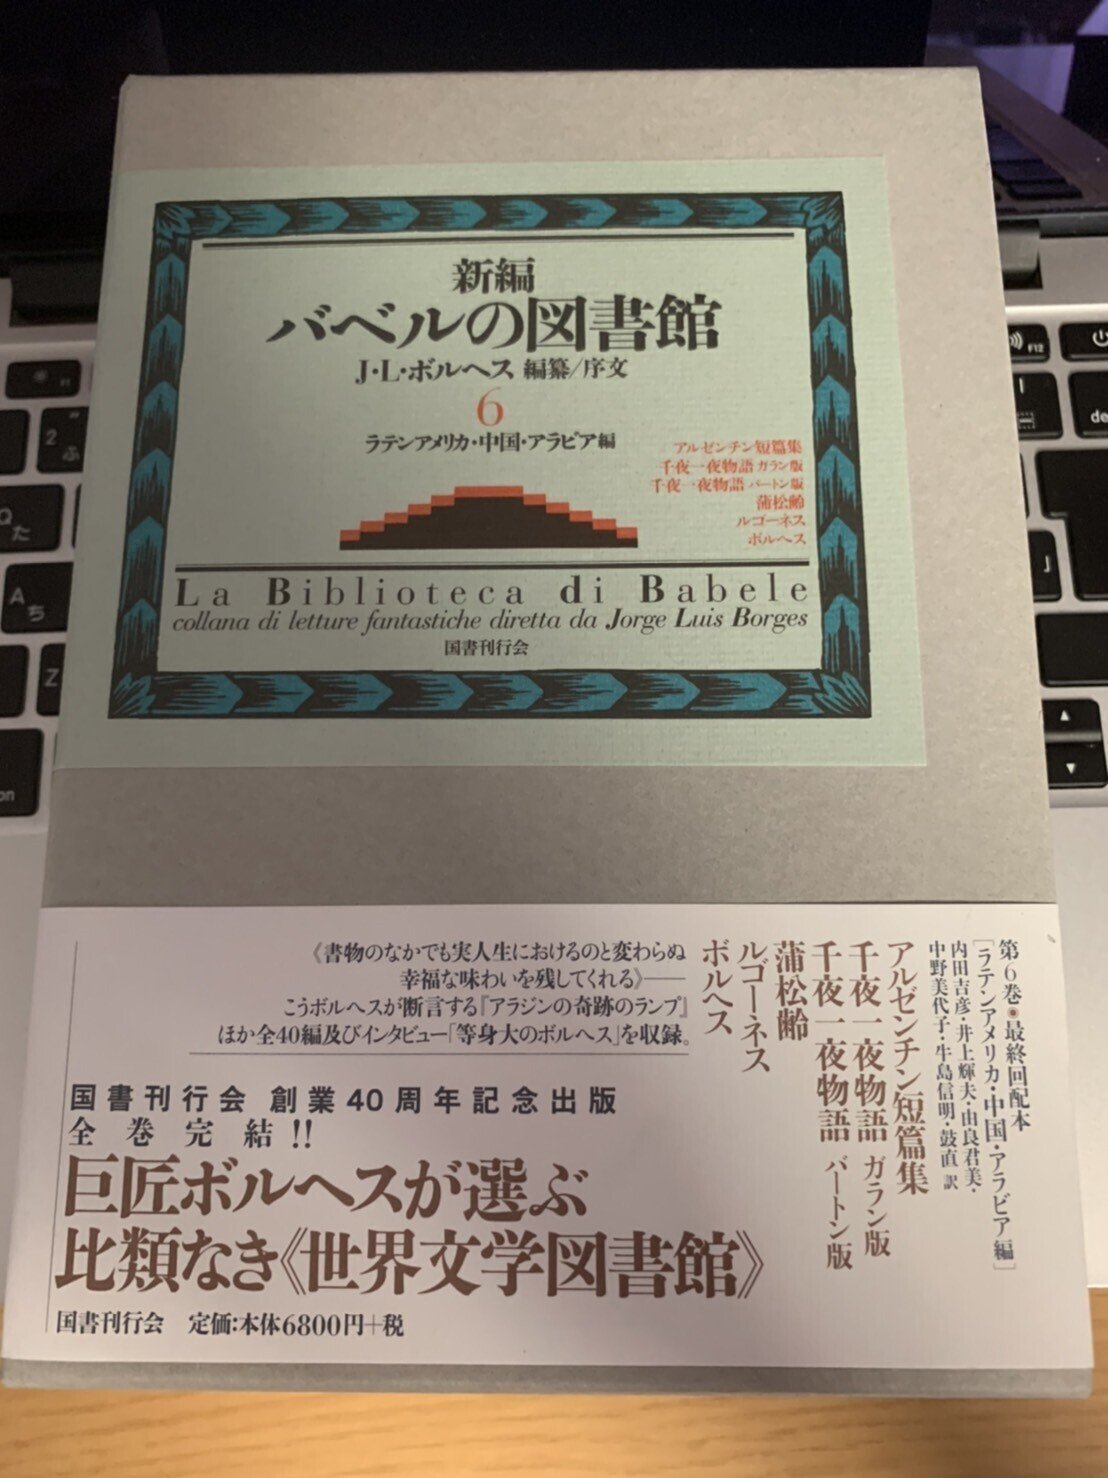 新編
バベルの図書館
J・L・ボルヘス 編纂/序文
6
ラテンアメリカ・中国・アラビア編
アルゼンチン短篇集
千夜一夜物語 ガラン版
千夜一夜物語 バートン版
蒲松齢
ルゴーネス
ボルヘス
La Biblioteca di Babele
collana di letture fantastiche diretta da Jorge Luis Borges
国書刊行会
第6巻●最終回配本
[ラテンアメリカ・中国・アラビア編]
内田吉彦・井上輝夫・由良君美・
中野美代子・牛島信明・鼓直 訳
アルゼンチン短篇集
千夜一夜物語 ガラン版
千夜一夜物語 バートン版
蒲松齢
ルゴーネス
ボルヘス
《書物のなかでも実人生におけるのと変わらぬ
幸福な味わいを残してくれる》——
こうボルヘスが断言する『アラジンの奇跡のランプ』
ほか全40編及びインタビュー「等身大のボルヘス」を収録。
国書刊行会 創業40周年記念出版
全巻完結!!
巨匠ボルヘスが選ぶ
比類なき《世界文学図書館》
国書刊行会 定価:本体6800円+税
F1
2
ふ
Q
た
A
ち
Z
on
F12
de
J